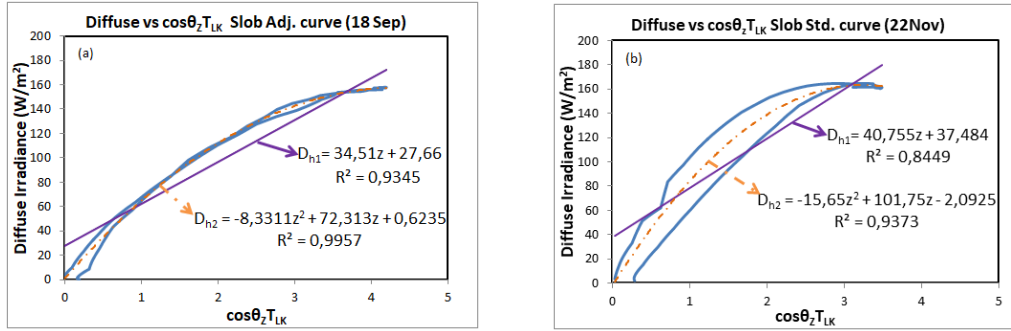 Diffuse vs cosθzTLK Slob Adj. curve (18 Sep)
(a)
Diffuse Irradiance (W/m²)
200
180
160
140
120
100
80
60
40
20
0
Dh1= 34,51z + 27,66
R² = 0,9345
Dh2 = -8,3311z² + 72,313z + 0,6235
R² = 0,9957
0 1 2 3 4 5
cosθzTLK
Diffuse vs cosθzTLK Slob Std. curve (22Nov)
(b)
Diffuse Irradiance (W/m²)
200
180
160
140
120
100
80
60
40
20
0
Dh1= 40,755z + 37,484
R² = 0,8449
Dh2= -15,65z² + 101,75z - 2,0925
R² = 0,9373
0 1 2 3 4 5
cosθzTLK